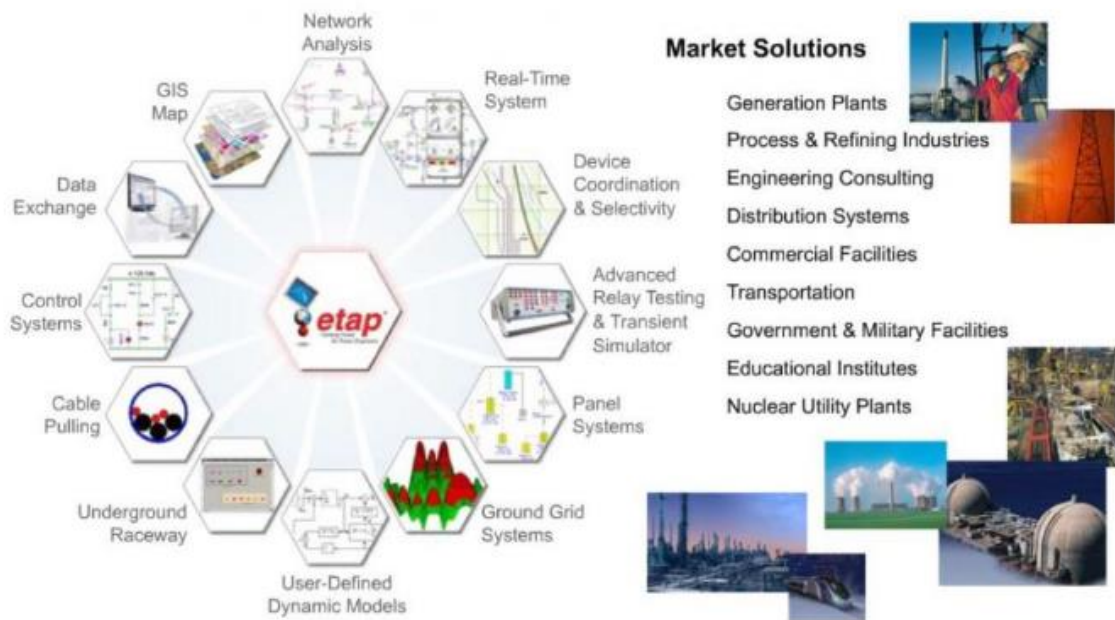 Network
Analysis
GIS
Map
Real-Time
System
Data
Exchange
Device
Coordination
& Selectivity
Control
Systems
etap
Advanced
Relay Testing
& Transient
Simulator
Cable
Pulling
Panel
Systems
Underground
Raceway
Ground Grid
Systems
User-Defined
Dynamic Models
Market Solutions
Generation Plants
Process & Refining Industries
Engineering Consulting
Distribution Systems
Commercial Facilities
Transportation
Government & Military Facilities
Educational Institutes
Nuclear Utility Plants